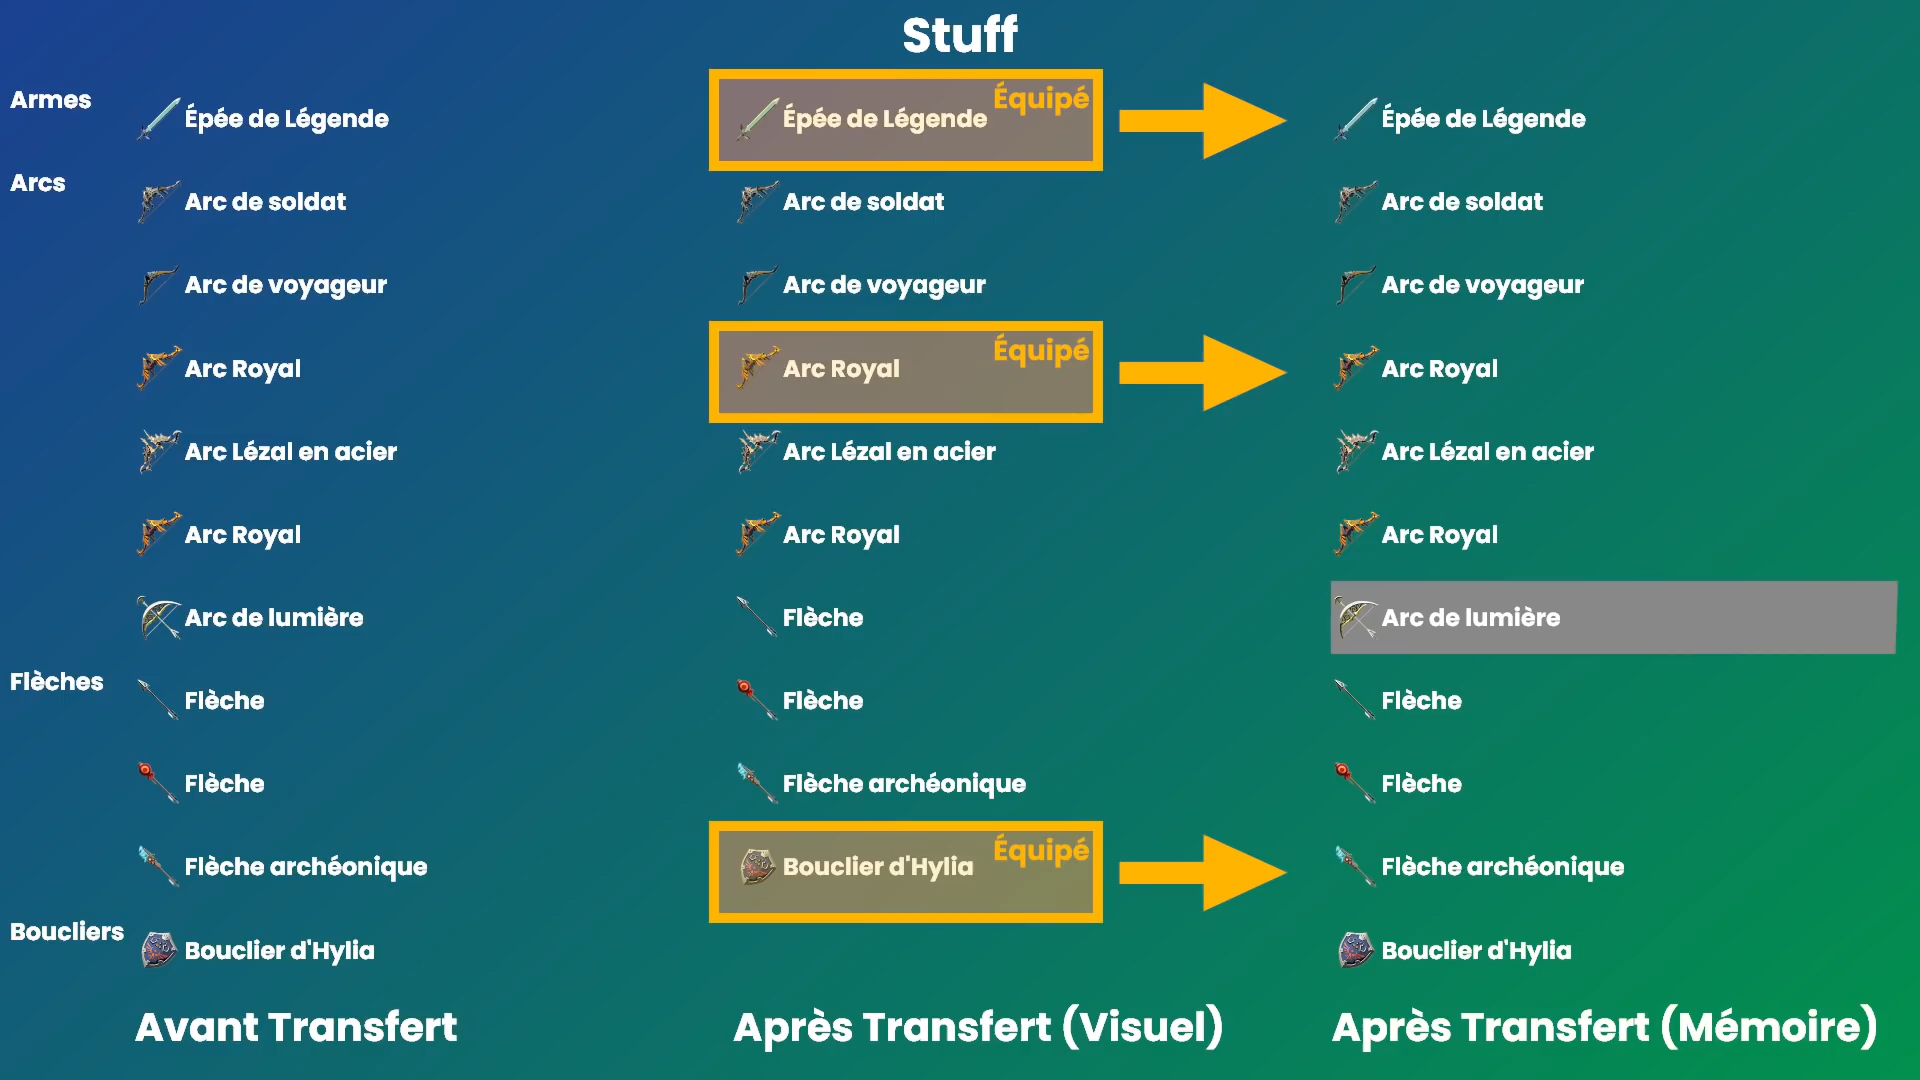 Stuff
Armes
Épée de Légende
Épée de Légende
Équipé
Épée de Légende
Arcs
Arc de soldat
Arc de soldat
Arc de soldat
Arc de voyageur
Arc de voyageur
Arc de voyageur
Arc Royal
Arc Royal
Équipé
Arc Royal
Arc Lézal en acier
Arc Lézal en acier
Arc Lézal en acier
Arc Royal
Arc Royal
Arc Royal
Arc de lumière
Flèche
Arc de lumière
Flèches
Flèche
Flèche
Flèche
Flèche
Flèche archéonique
Flèche
Flèche archéonique
Bouclier d'Hylia
Équipé
Flèche archéonique
Boucliers
Bouclier d'Hylia
Bouclier d'Hylia
Avant Transfert
Après Transfert (Visuel)
Après Transfert (Mémoire)